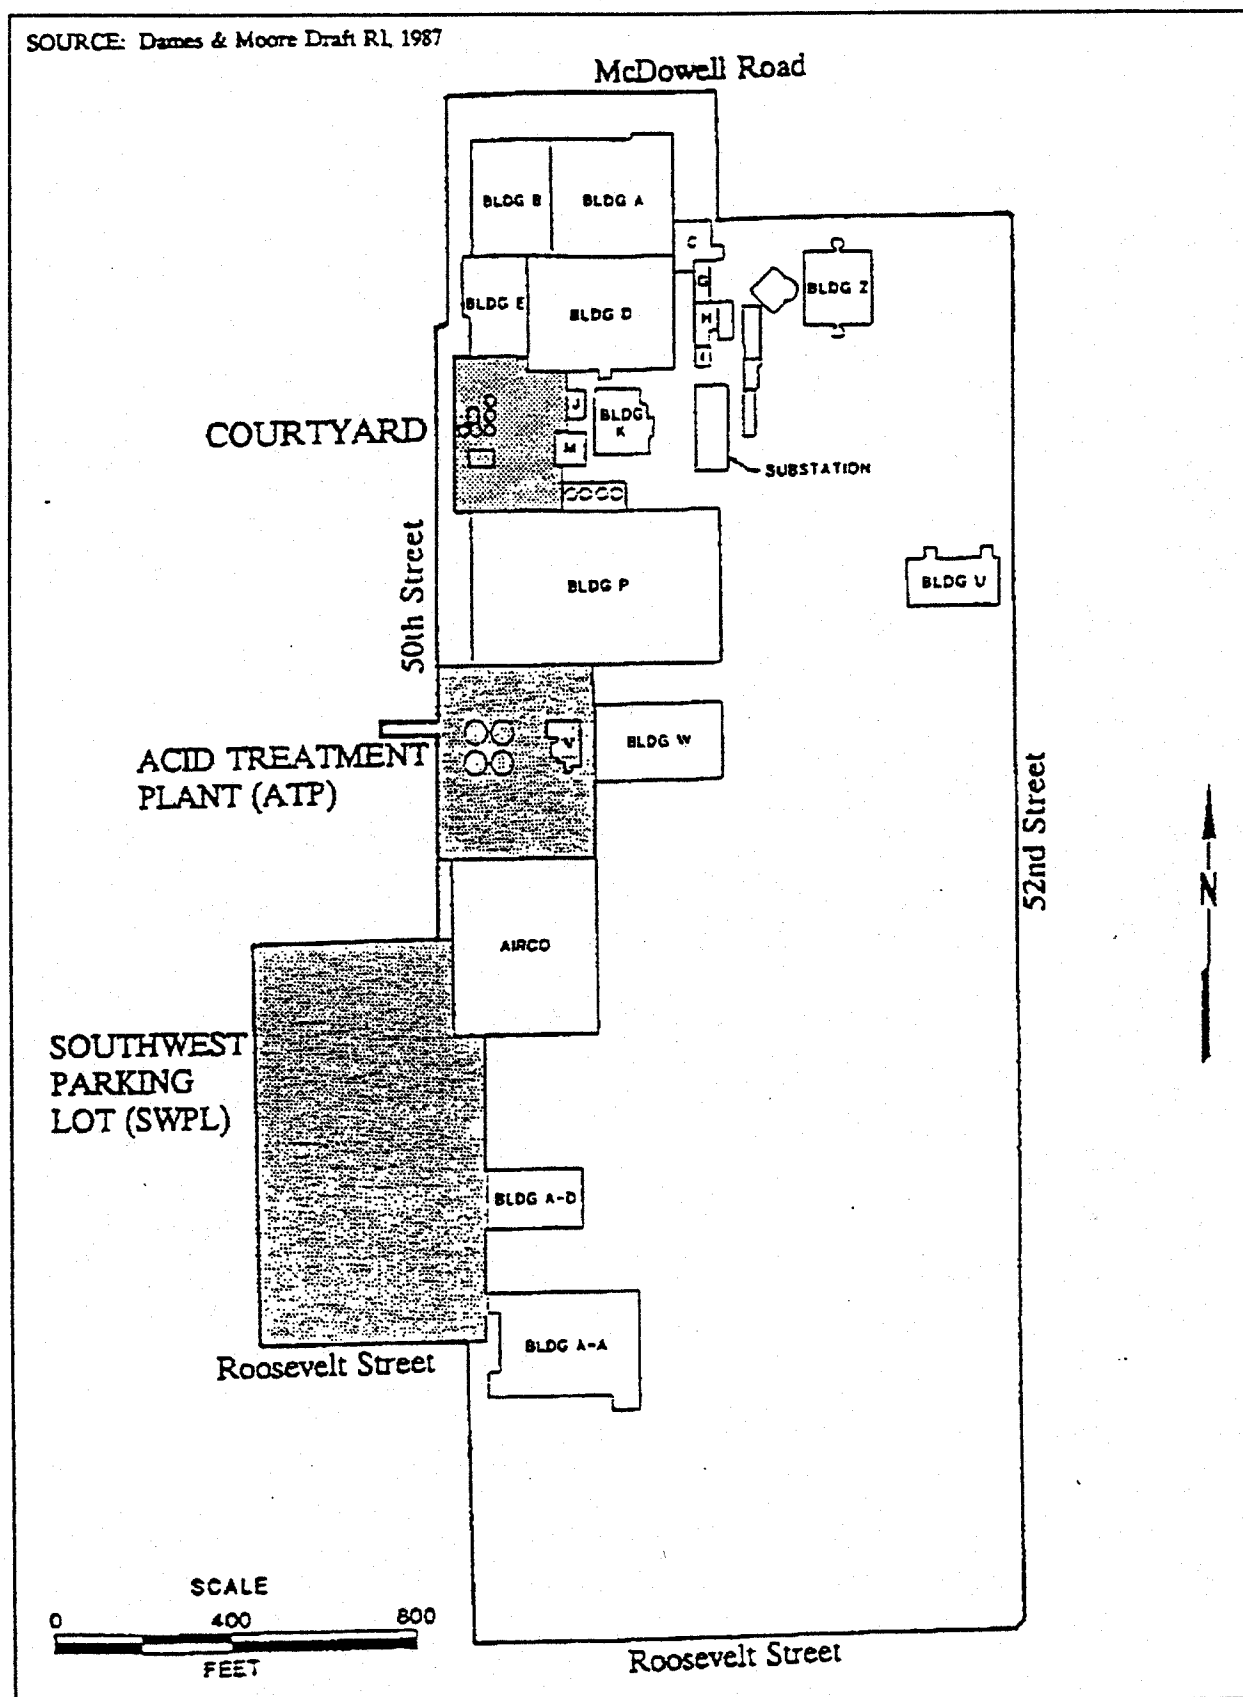 SOURCE: Dames & Moore Draft RI, 1987
McDowell Road
BLDG B
BLDG A
C
G
BLDG Z
BLDG E
BLDG D
H
I
COURTYARD
J
BLDG
K
M
SUBSTATION
50th Street
BLDG P
BLDG U
ACID TREATMENT
PLANT (ATP)
BLDG W
52nd Street
N
AIRCO
SOUTHWEST
PARKING
LOT (SWPL)
BLDG A-D
BLDG A-A
Roosevelt Street
SCALE
0 400 800
FEET
Roosevelt Street